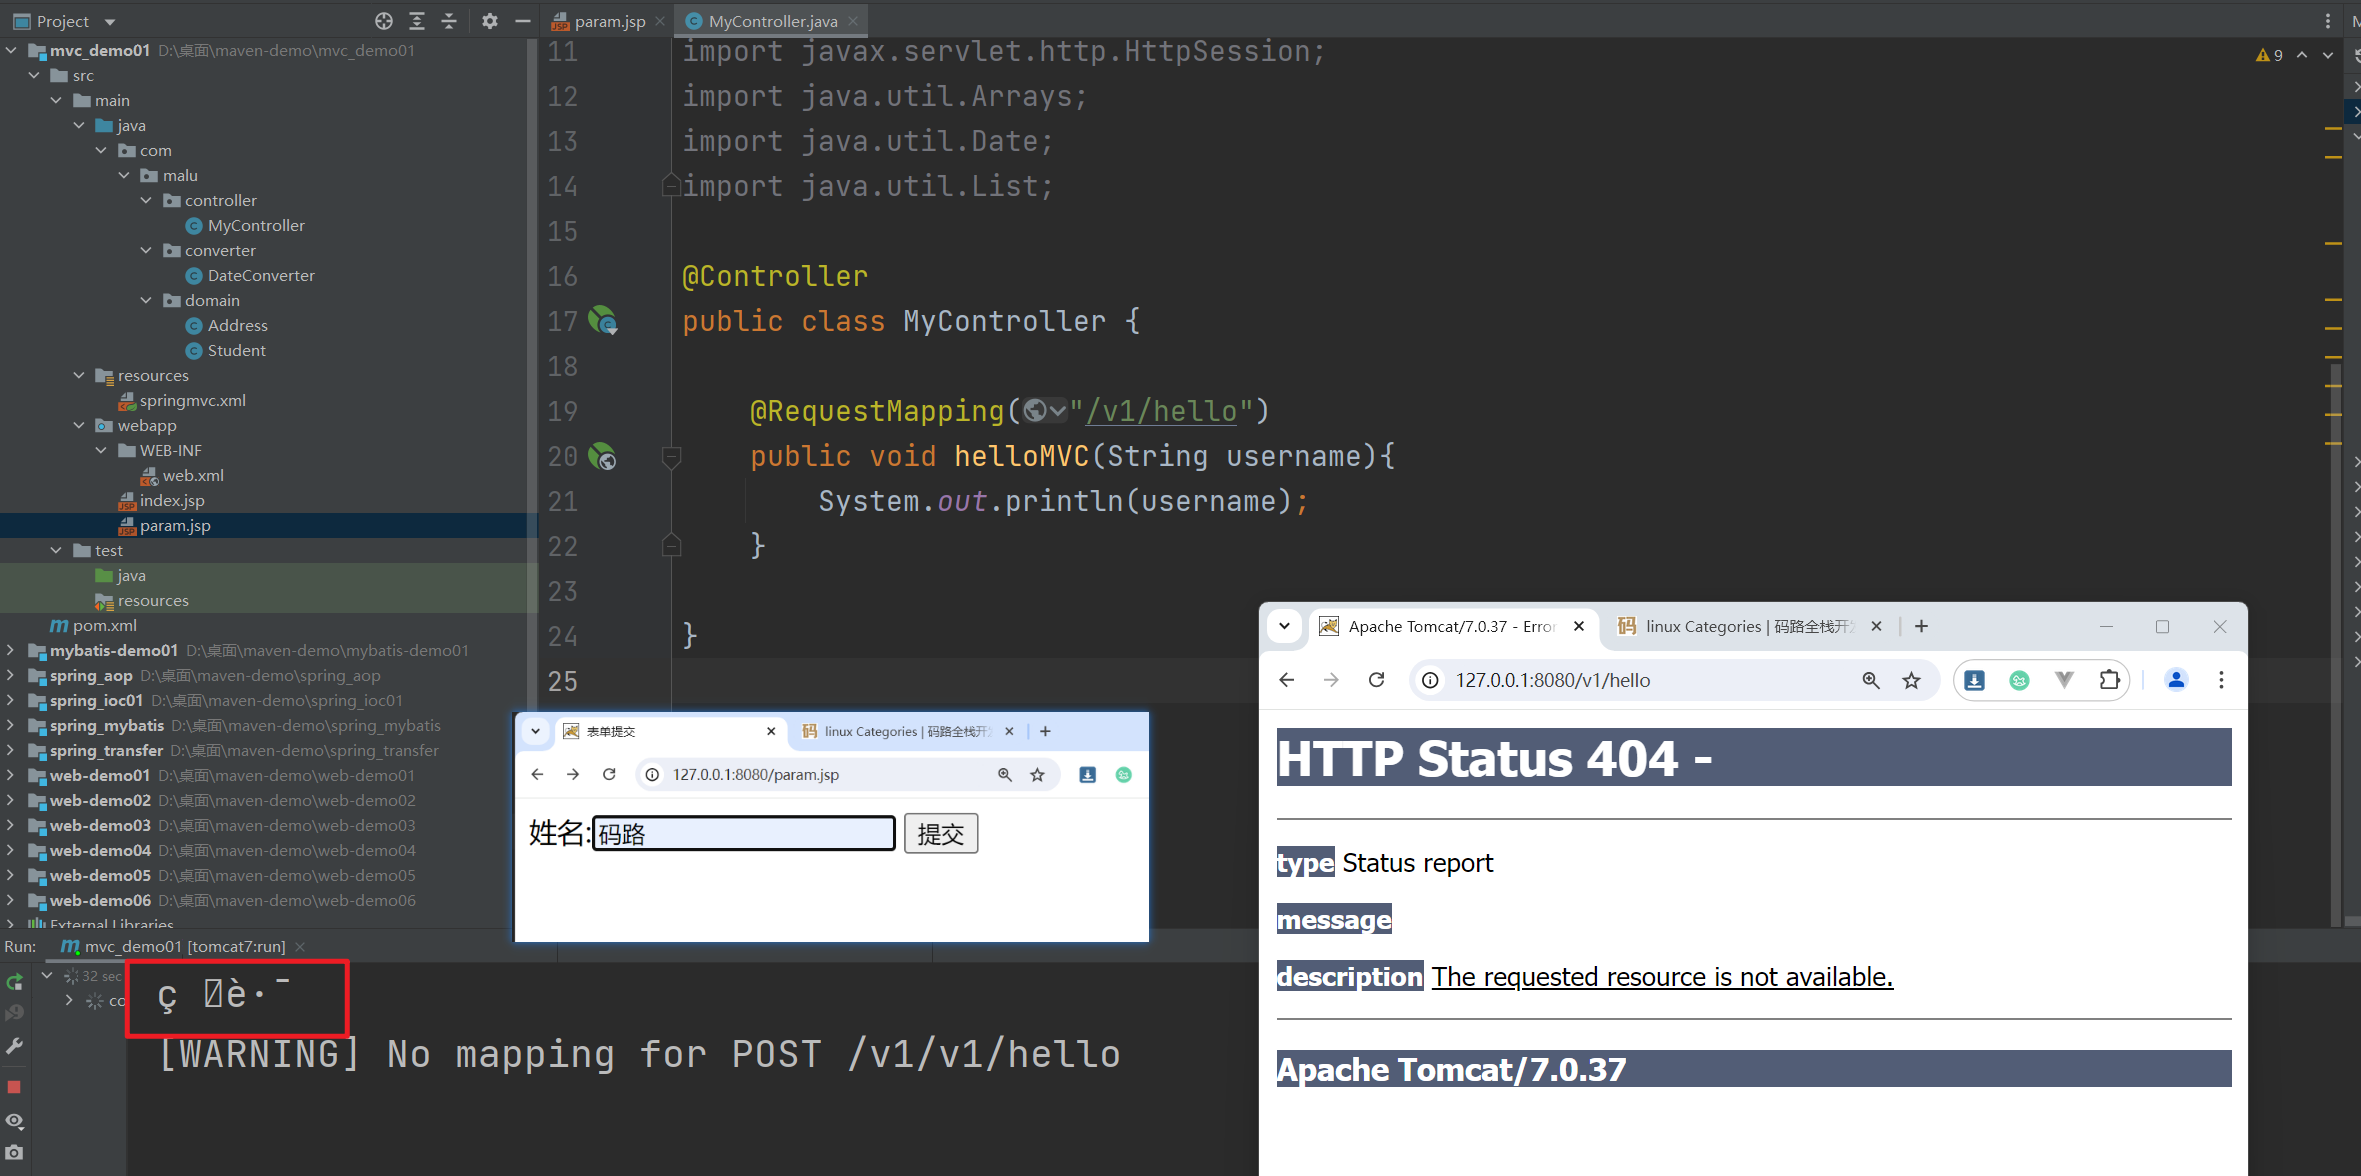 Project
mvc_demo01 D:\桌面\maven-demo\mvc_demo01
src
main
java
com
malu
controller
MyController
converter
DateConverter
domain
Address
Student
resources
springmvc.xml
webapp
WEB-INF
web.xml
index.jsp
param.jsp
test
java
resources
pom.xml
mybatis-demo01 D:\桌面\maven-demo\mybatis-demo01
spring_aop D:\桌面\maven-demo\spring_aop
spring_ioc01 D:\桌面\maven-demo\spring_ioc01
spring_mybatis D:\桌面\maven-demo\spring_mybatis
spring_transfer D:\桌面\maven-demo\spring_transfer
web-demo01 D:\桌面\maven-demo\web-demo01
web-demo02 D:\桌面\maven-demo\web-demo02
web-demo03 D:\桌面\maven-demo\web-demo03
web-demo04 D:\桌面\maven-demo\web-demo04
web-demo05 D:\桌面\maven-demo\web-demo05
web-demo06 D:\桌面\maven-demo\web-demo06
External Libraries
param.jsp MyController.java
9
11 import javax.servlet.http.HttpSession;
12 import java.util.Arrays;
13 import java.util.Date;
14 import java.util.List;
15
16 @Controller
17 public class MyController {
18
19 @RequestMapping("/v1/hello")
20 public void helloMVC(String username){
21 System.out.println(username);
22 }
23
24 }
25
表单提交 linux Categories | 码路全栈开
127.0.0.1:8080/param.jsp
姓名:码路 提交
Apache Tomcat/7.0.37 - Error linux Categories | 码路全栈开
127.0.0.1:8080/v1/hello
HTTP Status 404 -
type Status report
message
description The requested resource is not available.
Apache Tomcat/7.0.37
Run: mvc_demo01 [tomcat7:run]
32 sec
co
ç è·¯
[WARNING] No mapping for POST /v1/v1/hello